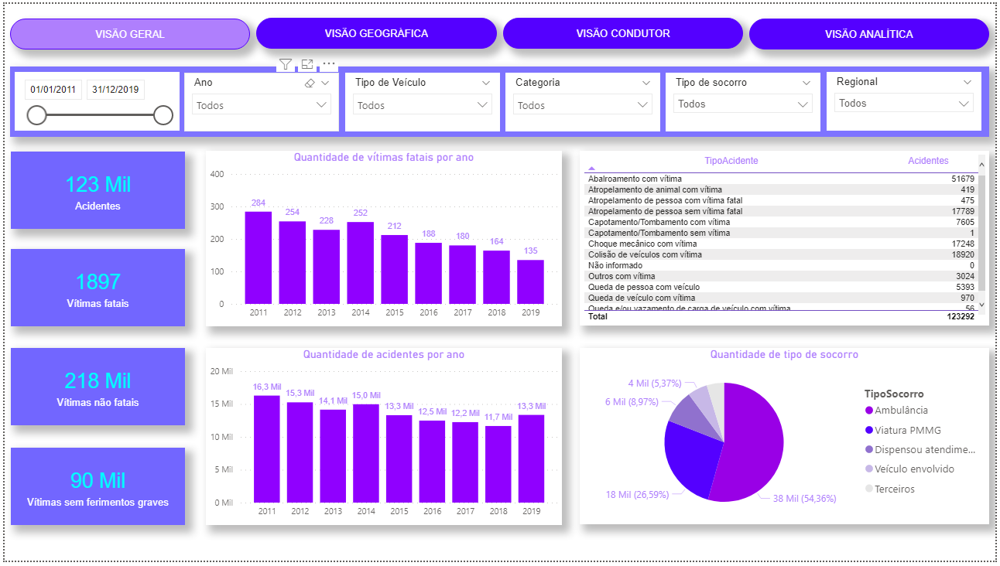 VISÃO GERAL
VISÃO GEOGRÀFICA
VISÃO CONDUTOR
VISÃO ANALÍTICA
01/01/2011
31/12/2019
Ano
Todos
Tipo de Veículo
Todos
Categoria
Todos
Tipo de socorro
Todos
Regional
Todos
123 Mil
Acidentes
1897
Vítimas fatais
218 Mil
Vítimas não fatais
90 Mil
Vítimas sem ferimentos graves
Quantidade de vítimas fatais por ano
400
300
200
100
0
284
254
228
252
212
188
180
164
135
2011 2012 2013 2014 2015 2016 2017 2018 2019
TipoAcidente Acidentes
Abalroamento com vítima 51679
Atropelamento de animal com vítima 419
Atropelamento de pessoa com vítima fatal 475
Atropelamento de pessoa sem vítima fatal 17789
Capotamento/Tombamento com vítima 7605
Capotamento/Tombamento sem vítima 1
Choque mecânico com vítima 17248
Colisão de veículos com vítima 18920
Não informado 0
Outros com vítima 3024
Queda de pessoa com veículo 5393
Queda de veículo com vítima 970
Queda e/ou vazamento de carga de veículo com vítima 56
Total 123292
Quantidade de acidentes por ano
20 Mil
15 Mil
10 Mil
5 Mil
0 Mil
16,3 Mil
15,3 Mil
14,1 Mil
15,0 Mil
13,3 Mil
12,5 Mil
12,2 Mil
11,7 Mil
13,3 Mil
2011 2012 2013 2014 2015 2016 2017 2018 2019
Quantidade de tipo de socorro
4 Mil (5,37%)
6 Mil (8,97%)
18 Mil (26,59%)
38 Mil (54,36%)
TipoSocorro
Ambulância
Viatura PMMG
Dispensou atendime...
Veículo envolvido
Terceiros